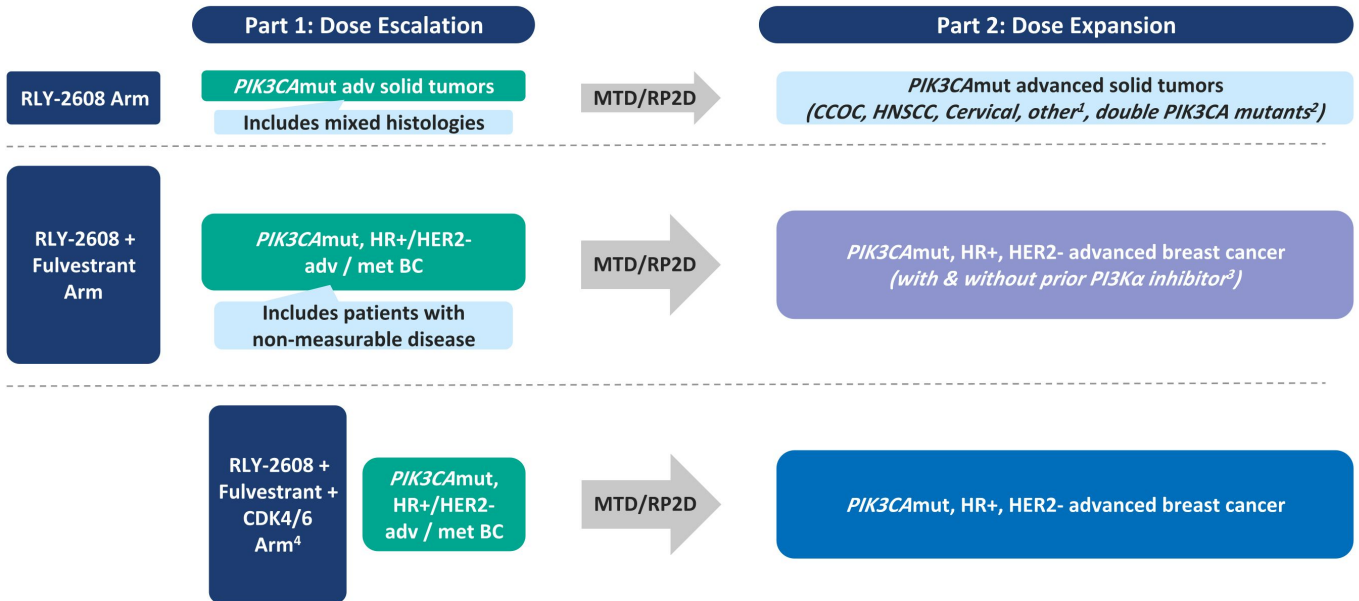 Part 1: Dose Escalation
Part 2: Dose Expansion
RLY-2608 Arm
PIK3CAmut adv solid tumors
Includes mixed histologies
MTD/RP2D
PIK3CAmut advanced solid tumors
(CCOC, HNSCC, Cervical, other¹, double PIK3CA mutants²)
RLY-2608 +
Fulvestrant
Arm
PIK3CAmut, HR+/HER2-
adv / met BC
Includes patients with
non-measurable disease
MTD/RP2D
PIK3CAmut, HR+, HER2- advanced breast cancer
(with & without prior PI3Kα inhibitor³)
RLY-2608 +
Fulvestrant +
CDK4/6
Arm⁴
PIK3CAmut,
HR+/HER2-
adv / met BC
MTD/RP2D
PIK3CAmut, HR+, HER2- advanced breast cancer